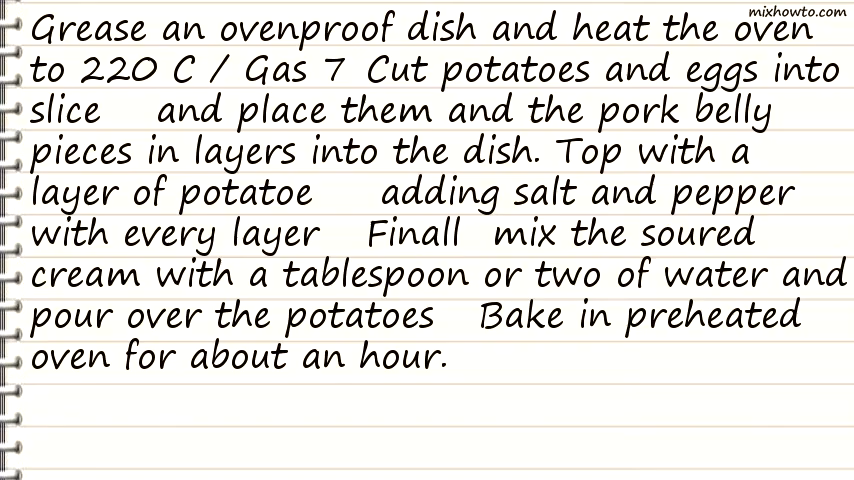 mixhowto.com
Grease an ovenproof dish and heat the oven
to 220 C / Gas 7 Cut potatoes and eggs into
slice and place them and the pork belly
pieces in layers into the dish. Top with a
layer of potatoe adding salt and pepper
with every layer Finall mix the soured
cream with a tablespoon or two of water and
pour over the potatoes Bake in preheated
oven for about an hour.